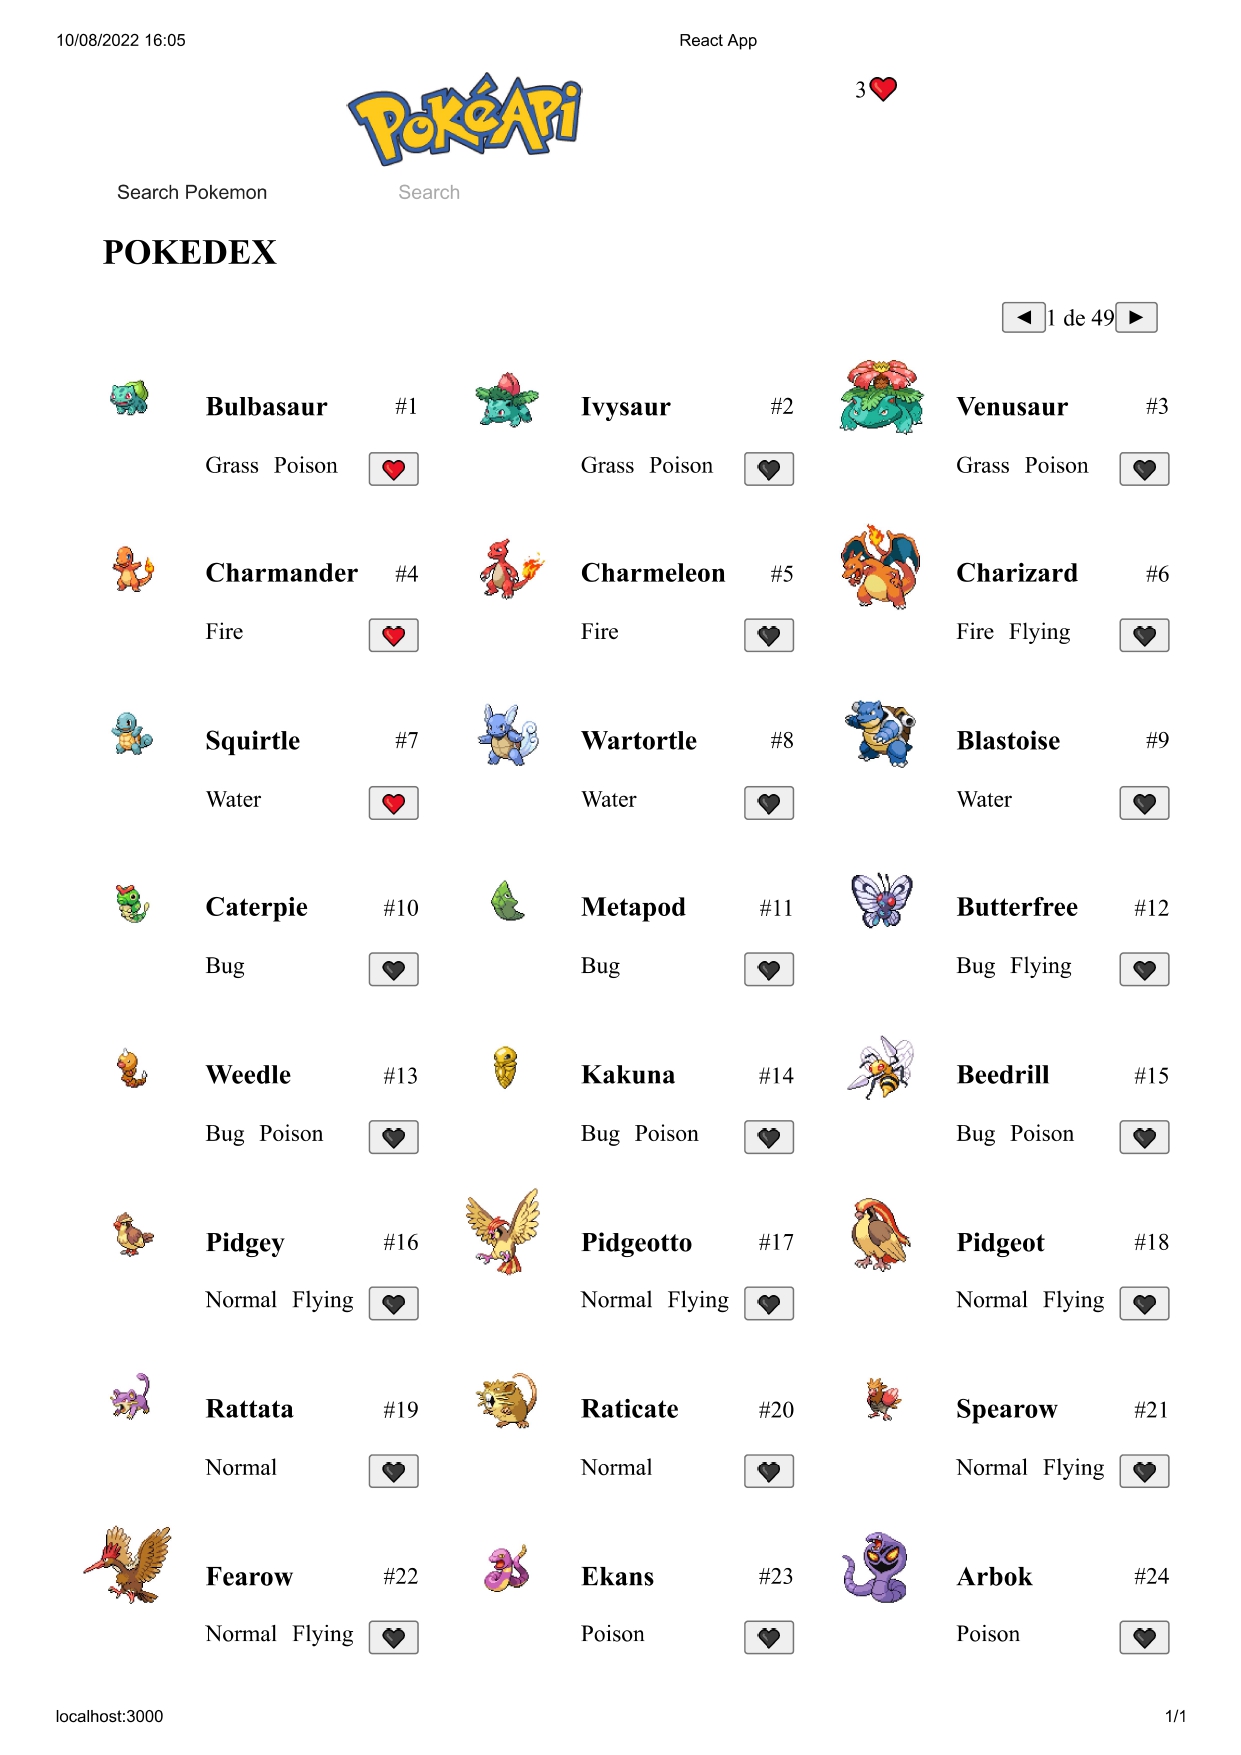 10/08/2022 16:05 React App
PokéApi 3
Search Pokemon Search
POKEDEX
◄ 1 de 49 ►
Bulbasaur #1 Ivysaur #2 Venusaur #3
Grass Poison Grass Poison Grass Poison
Charmander #4 Charmeleon #5 Charizard #6
Fire Fire Fire Flying
Squirtle #7 Wartortle #8 Blastoise #9
Water Water Water
Caterpie #10 Metapod #11 Butterfree #12
Bug Bug Bug Flying
Weedle #13 Kakuna #14 Beedrill #15
Bug Poison Bug Poison Bug Poison
Pidgey #16 Pidgeotto #17 Pidgeot #18
Normal Flying Normal Flying Normal Flying
Rattata #19 Raticate #20 Spearow #21
Normal Normal Normal Flying
Fearow #22 Ekans #23 Arbok #24
Normal Flying Poison Poison
localhost:3000 1/1